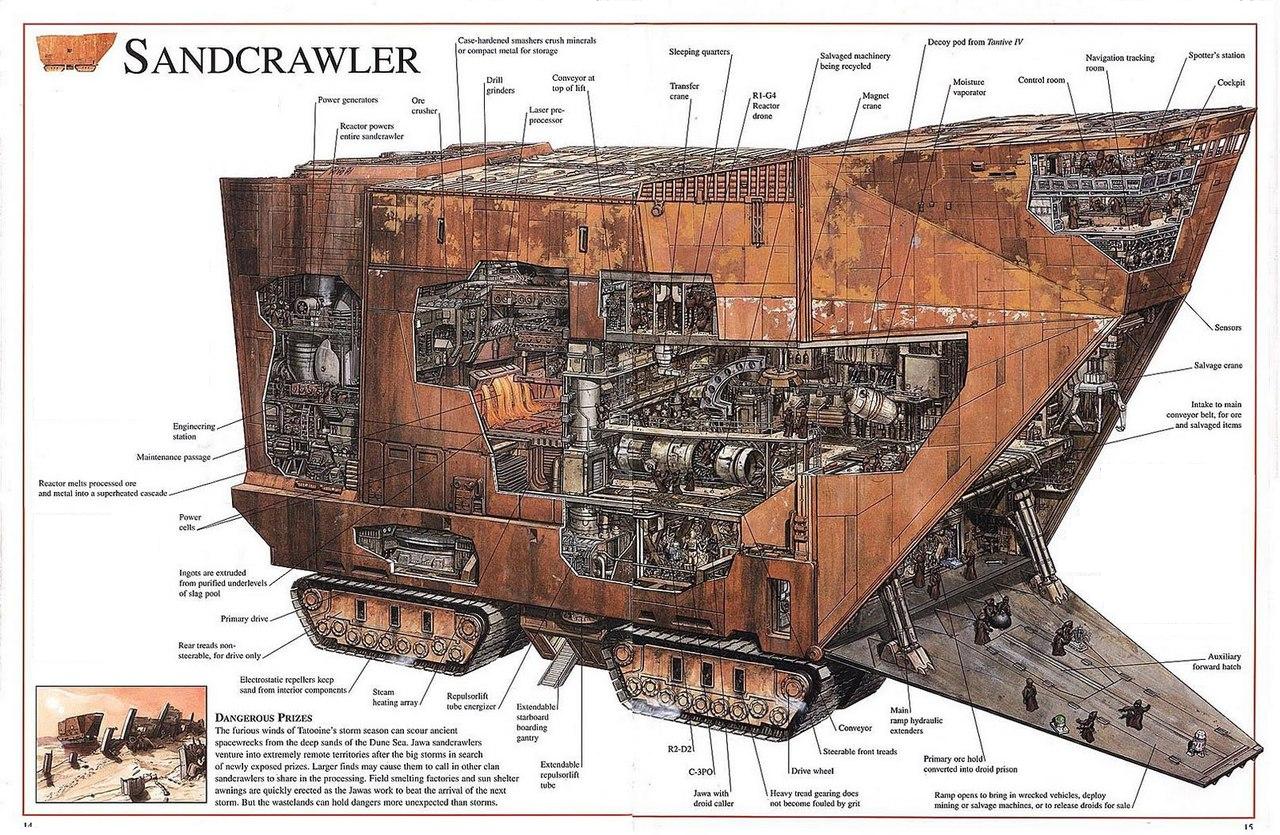 SANDCRAWLER
Case-hardened smashers crush minerals
or compact metal for storage
Drill
grinders
Conveyor at
top of lift
Laser pre-
processor
Power generators
Ore
crusher
Reactor powers
entire sandcrawler
Sleeping quarters
Transfer
crane
R1-G4
Reactor
drone
Salvaged machinery
being recycled
Magnet
crane
Decoy pod from Tantive IV
Moisture
vaporator
Control room
Navigation tracking
room
Spotter's station
Cockpit
Sensors
Salvage crane
Intake to main
conveyor belt, for ore
and salvaged items
Engineering
station
Maintenance passage
Reactor melts processed ore
and metal into a superheated cascade
Power
cells
Ingots are extruded
from purified underlevels
of slag pool
Primary drive
Rear treads non-
steerable, for drive only
Electrostatic repellers keep
sand from interior components
Steam
heating array
Repulsorlift
tube energizer
Extendable
starboard
boarding
gantry
Extendable
repulsorlift
tube
R2-D2
C-3PO
Jawa with
droid caller
Heavy tread gearing does
not become fouled by grit
Drive wheel
Steerable front treads
Conveyor
Main
ramp hydraulic
extenders
Primary ore hold
converted into droid prison
Auxiliary
forward hatch
Ramp opens to bring in wrecked vehicles, deploy
mining or salvage machines, or to release droids for sale
DANGEROUS PRIZES
The furious winds of Tatooine's storm season can scour ancient
spacewrecks from the deep sands of the Dune Sea. Jawa sandcrawlers
venture into extremely remote territories after the big storms in search
of newly exposed prizes. Larger finds may cause them to call in other clan
sandcrawlers to share in the processing. Field smelting factories and sun shelter
awnings are quickly erected as the Jawas work to beat the arrival of the next
storm. But the wastelands can hold dangers more unexpected than storms.
14
15